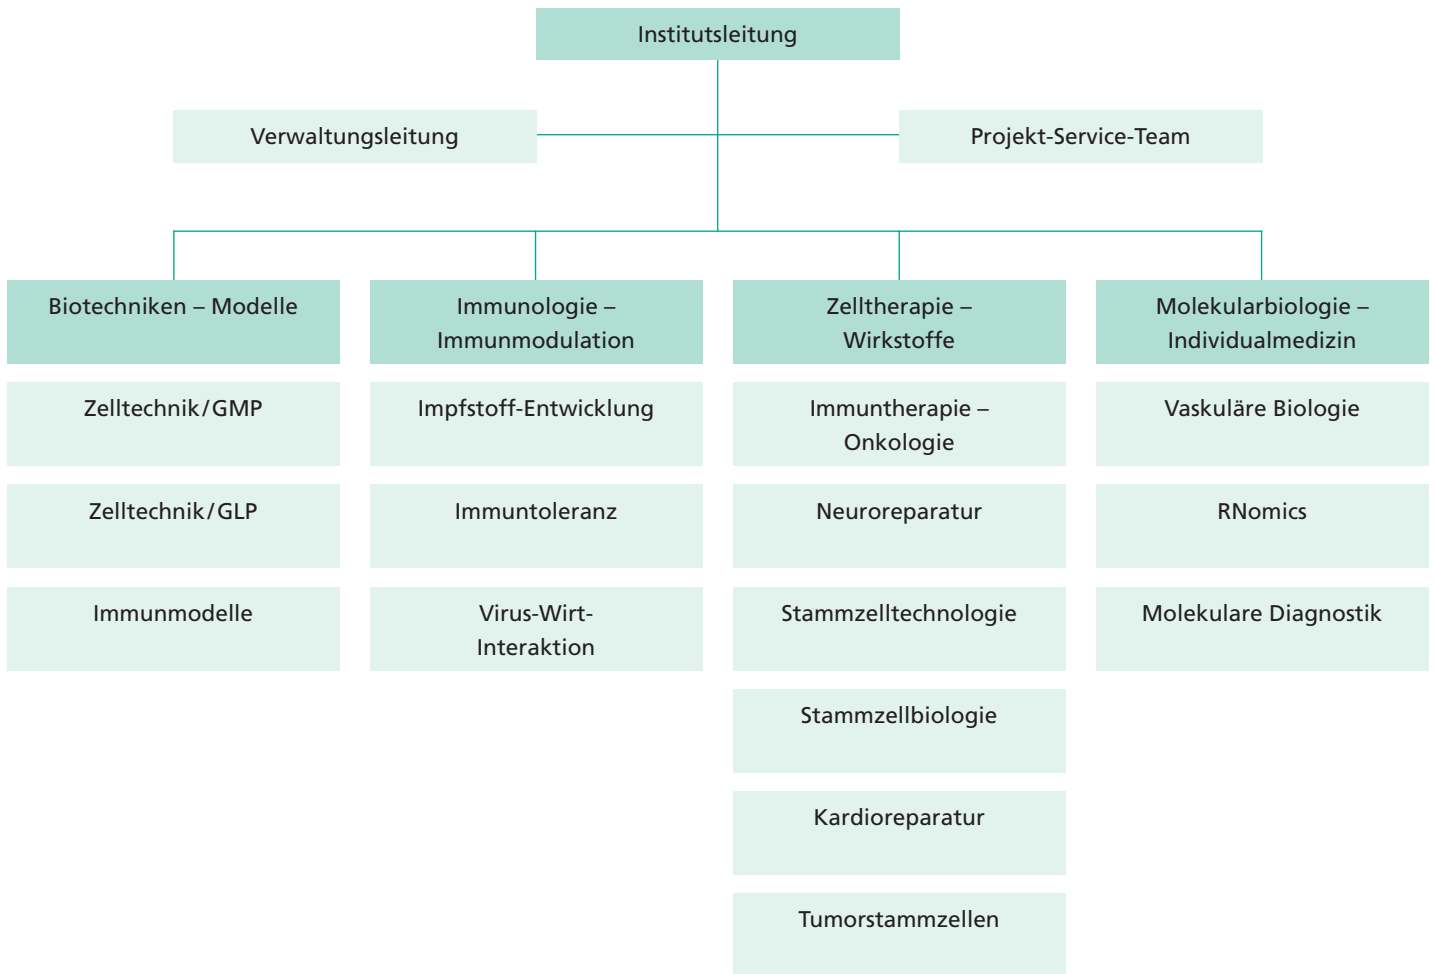 Institutsleitung
Verwaltungsleitung
Projekt-Service-Team
Biotechniken – Modelle
Zelltechnik/GMP
Zelltechnik/GLP
Immunmodelle
Immunologie –
Immunmodulation
Impfstoff-Entwicklung
Immuntoleranz
Virus-Wirt-
Interaktion
Zelltherapie –
Wirkstoffe
Immuntherapie –
Onkologie
Neuroreparatur
Stammzelltechnologie
Stammzellbiologie
Kardioreparatur
Tumorstammzellen
Molekularbiologie –
Individualmedizin
Vaskuläre Biologie
RNomics
Molekulare Diagnostik